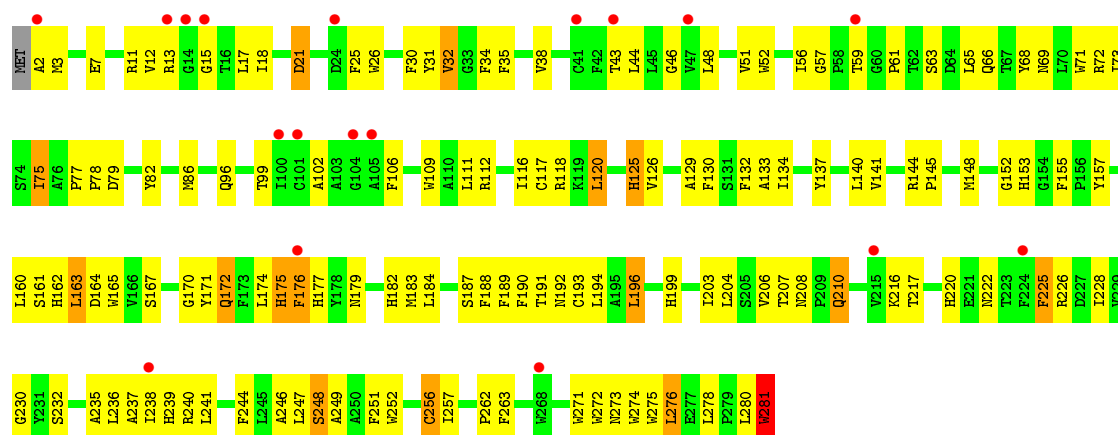 MET A2 M3 E7 R11 V12 R13 G14 G15 T16 L17 I18 D21 D24 F25 W26 F30 Y31 V32 G33 F34 F35 V38 C41 F42 T43 L44 L45 G46 V47 L48 V51 W52 I56 G57 P58 T59 G60 P61 T62 S63 D64 L65 Q66 T67 Y68 N69 L70 W71 R72 I73
S74 I75 A76 P77 P78 D79 Y82 M86 Q96 T99 I100 C101 A102 A103 G104 A105 F106 W109 A110 L111 R112 I116 C117 R118 K119 L120 H125 V126 A129 F130 S131 F132 A133 I134 Y137 L140 V141 R144 P145 M148 G152 H153 G154 F155 P156 Y157
L160 S161 H162 L163 D164 W165 V166 S167 G170 Y171 Q172 F173 L174 H175 F176 H177 Y178 N179 H182 M183 L184 S187 F188 F189 F190 T191 N192 C193 L194 A195 L196 H199 I203 L204 S205 V206 T207 N208 P209 Q210 V215 K216 T217 H220 E221 N222 T223 F224 F225 R226 D227 I228
G230 Y231 S232 A235 L236 A237 I238 H239 R240 L241 F244 L245 A246 L247 S248 A249 A250 F251 W252 C256 I257 P262 F263 W268 W271 W272 N273 W274 W275 L276 E277 L278 P279 L280 W281